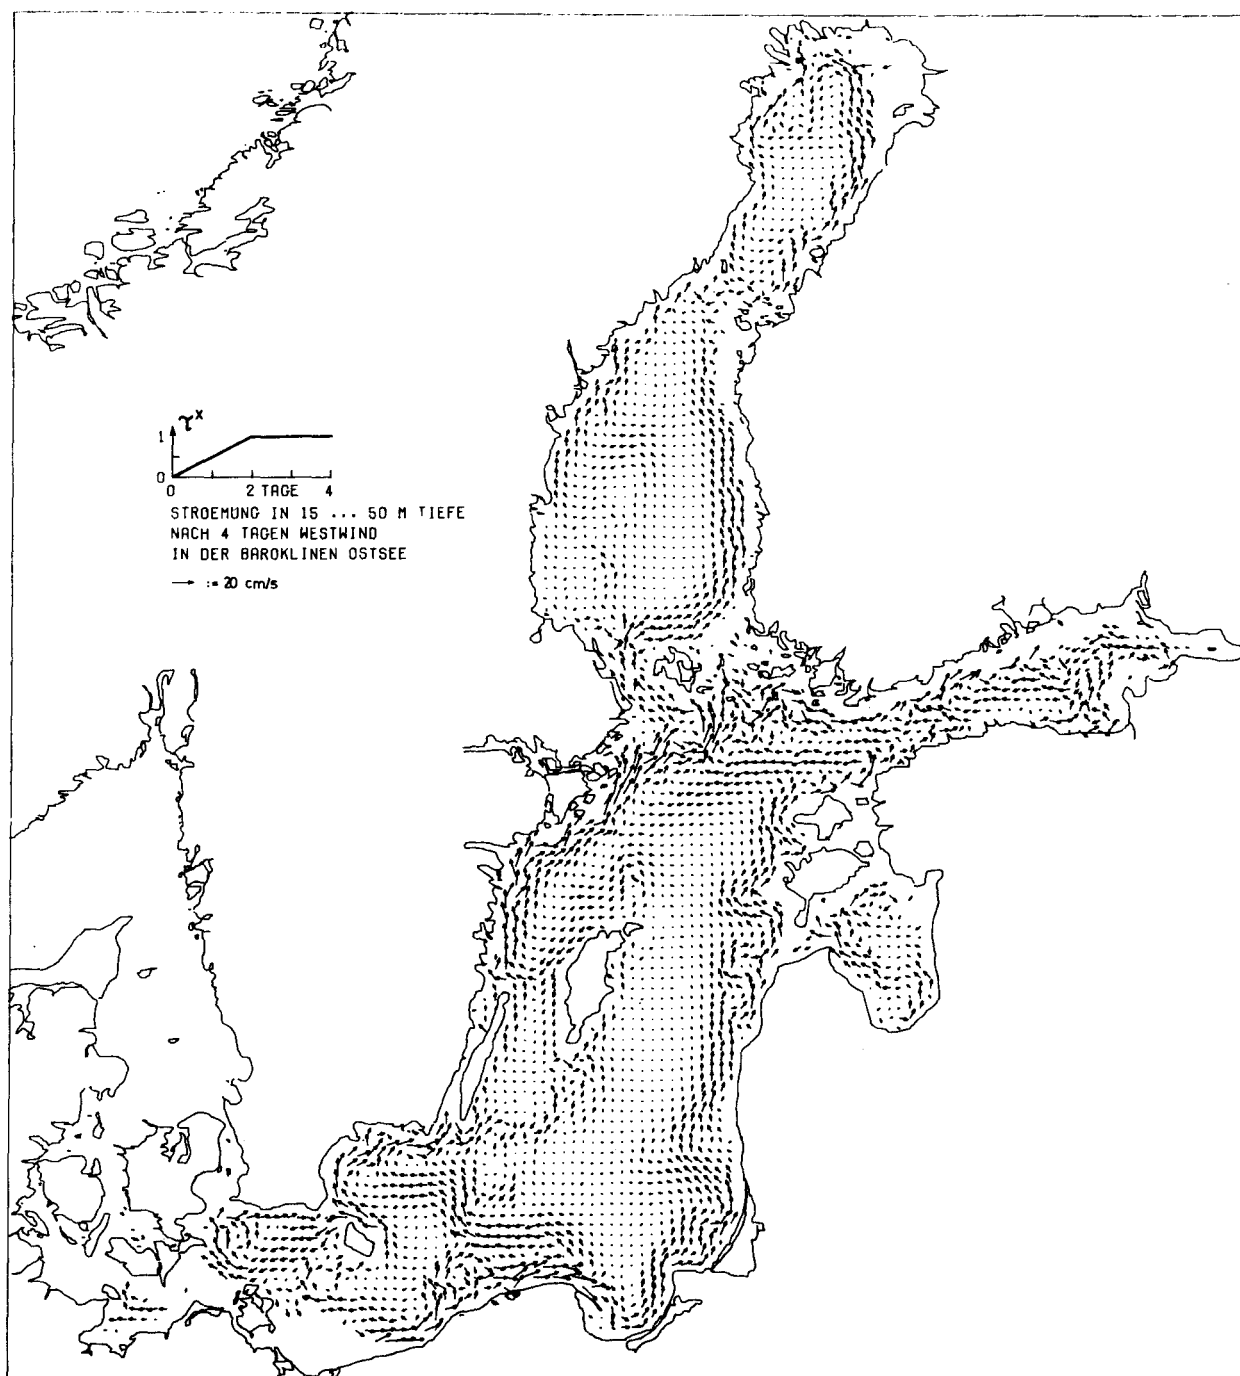 τˣ
1
0
0 2 TAGE 4
STROEMUNG IN 15 ... 50 M TIEFE
NACH 4 TAGEN WESTWIND
IN DER BAROKLINEN OSTSEE
→ := 20 cm/s